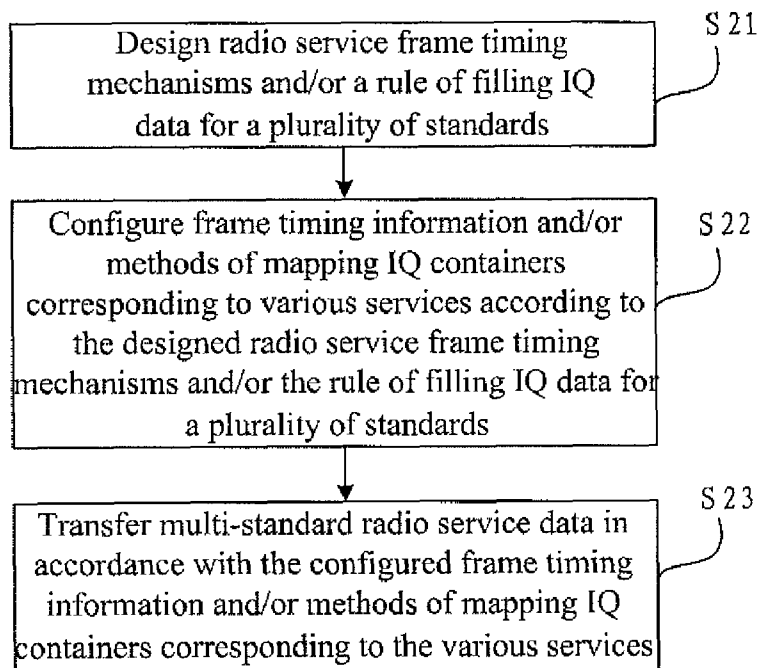 Design radio service frame timing
mechanisms and/or a rule of filling IQ
data for a plurality of standards
S 21
Configure frame timing information and/or
methods of mapping IQ containers
corresponding to various services according to
the designed radio service frame timing
mechanisms and/or the rule of filling IQ data for
a plurality of standards
S 22
Transfer multi-standard radio service data in
accordance with the configured frame timing
information and/or methods of mapping IQ
containers corresponding to the various services
S 23